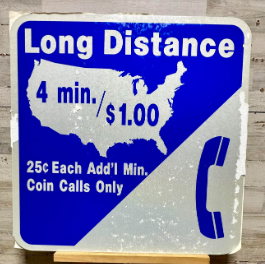 Long Distance
4 min./$1.00
25¢ Each Add'l Min.
Coin Calls Only